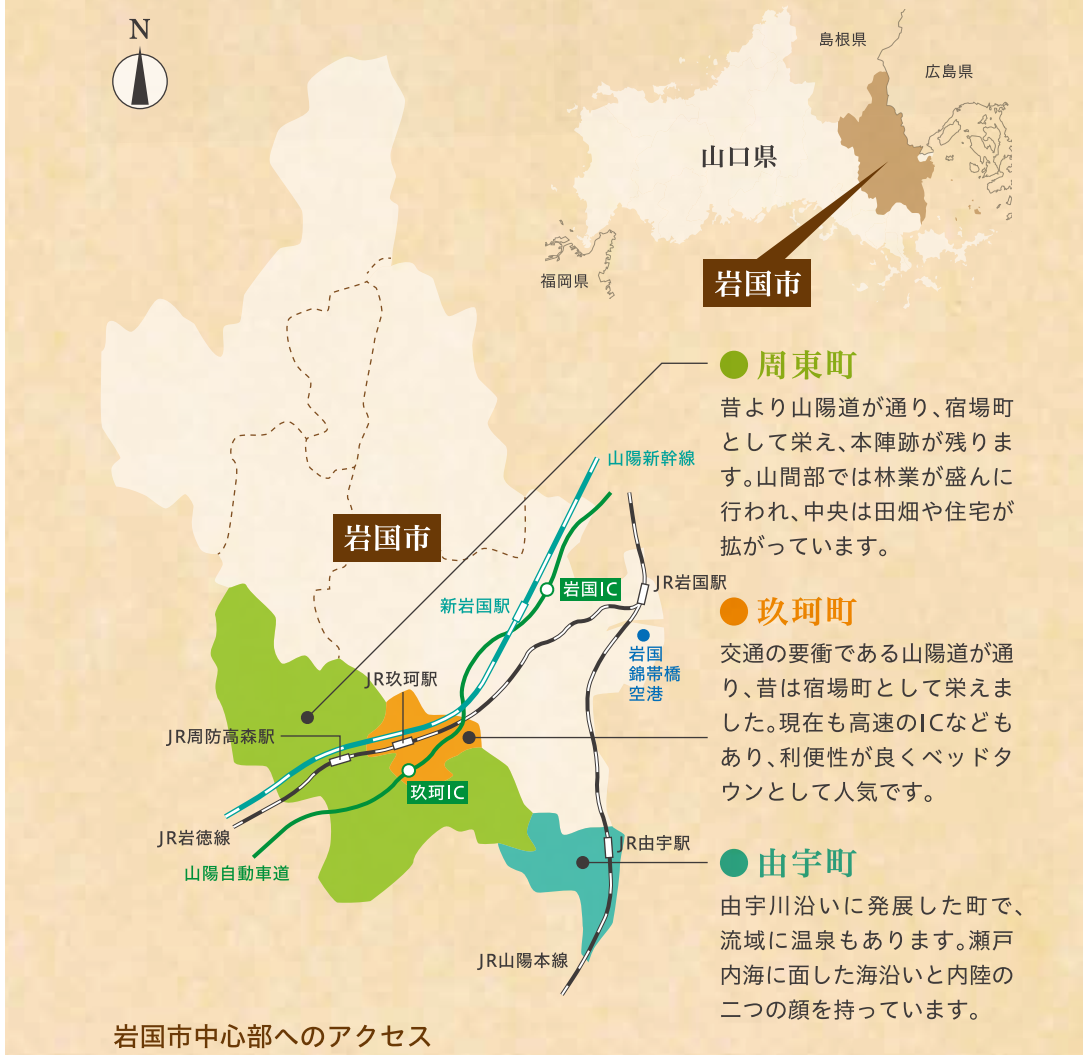 N
島根県
広島県
山口県
福岡県
岩国市
周東町
昔より山陽道が通り、宿場町
として栄え、本陣跡が残りま
す。山間部では林業が盛んに
行われ、中央は田畑や住宅が
拡がっています。
山陽新幹線
岩国市
岩国IC
JR岩国駅
新岩国駅
岩国
錦帯橋
空港
玖珂町
交通の要衝である山陽道が通
り、昔は宿場町として栄えま
した。現在も高速のICなども
あり、利便性が良くベッドタ
ウンとして人気です。
JR玖珂駅
JR周防高森駅
玖珂IC
JR岩徳線
山陽自動車道
JR由宇駅
由宇町
由宇川沿いに発展した町で、
流域に温泉もあります。瀬戸
内海に面した海沿いと内陸の
二つの顔を持っています。
JR山陽本線
岩国市中心部へのアクセス